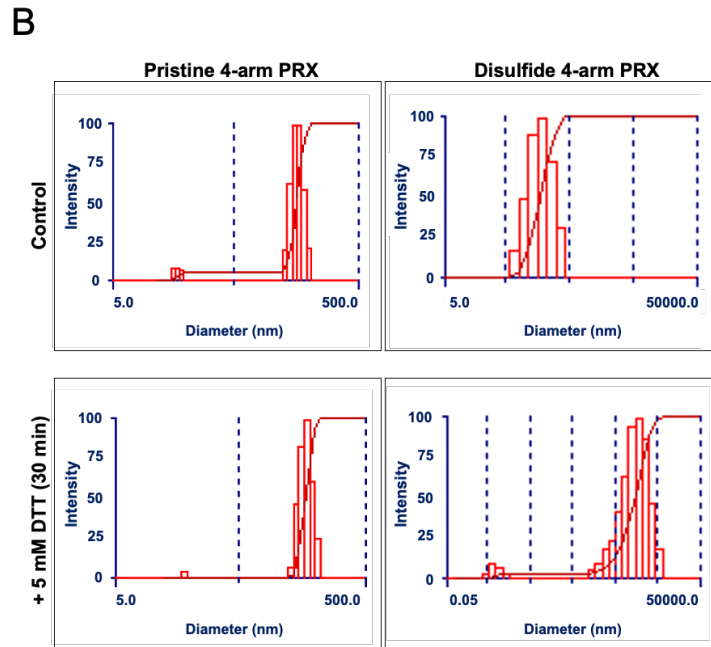 B
Pristine 4-arm PRX
Disulfide 4-arm PRX
Control
Intensity
100
75
50
25
0
5.0
500.0
Diameter (nm)
Intensity
100
75
50
25
0
5.0
50000.0
Diameter (nm)
+ 5 mM DTT (30 min)
Intensity
100
75
50
25
0
5.0
500.0
Diameter (nm)
Intensity
100
75
50
25
0
0.05
50000.0
Diameter (nm)